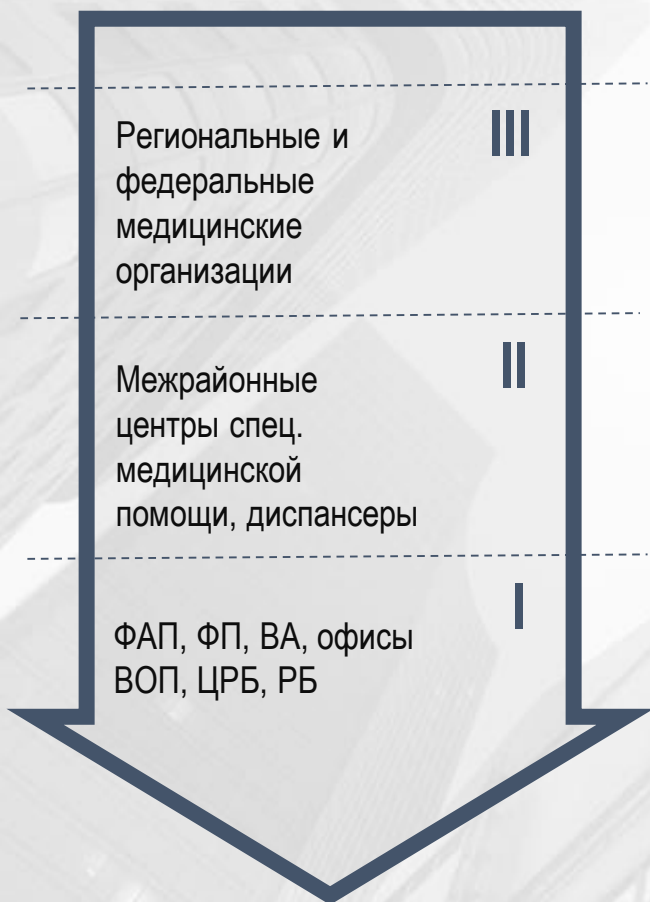 III
Региональные и
федеральные
медицинские
организации
II
Межрайонные
центры спец.
медицинской
помощи, диспансеры
I
ФАП, ФП, ВА, офисы
ВОП, ЦРБ, РБ